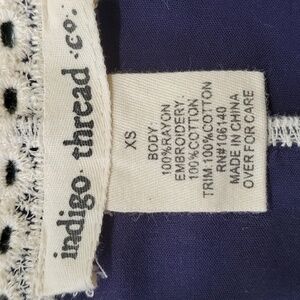 indigo thread co.
XS
BODY:
100%RAYON
EMBROIDERY:
100%COTTON
TRIM:100%COTTON
RN#106140
MADE IN CHINA
OVER FOR CARE